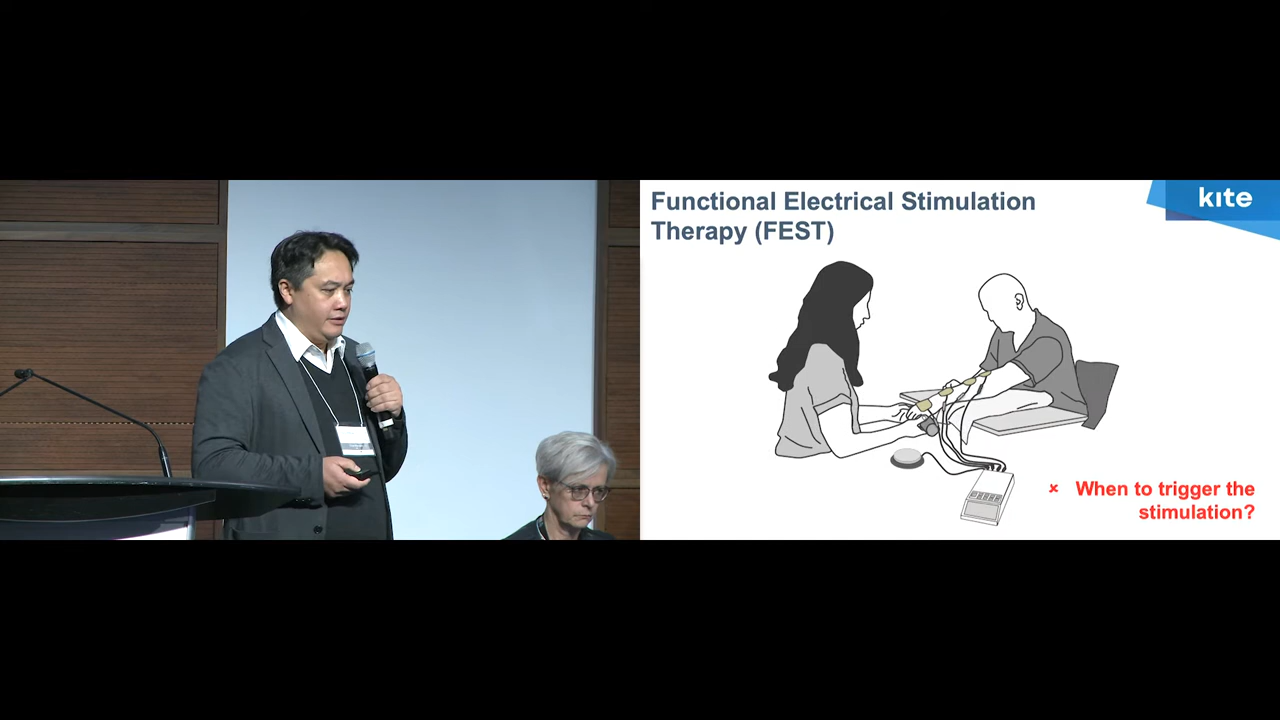 Functional Electrical Stimulation
Therapy (FEST)
kite
× When to trigger the
stimulation?